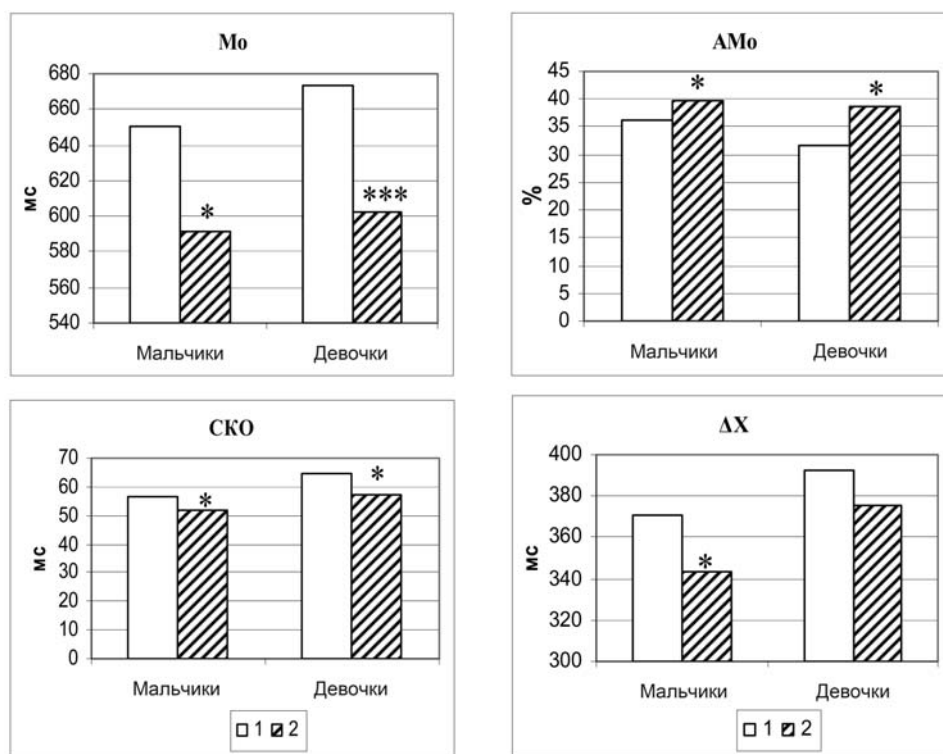 Мо
680
660
640
620
600
580
560
540
мс
*
***
Мальчики
Девочки
АМо
45
40
35
30
25
20
15
10
5
0
%
*
*
Мальчики
Девочки
СКО
70
60
50
40
30
20
10
0
мс
*
*
Мальчики
Девочки
1 2
ΔX
400
380
360
340
320
300
мс
*
Мальчики
Девочки
1 2